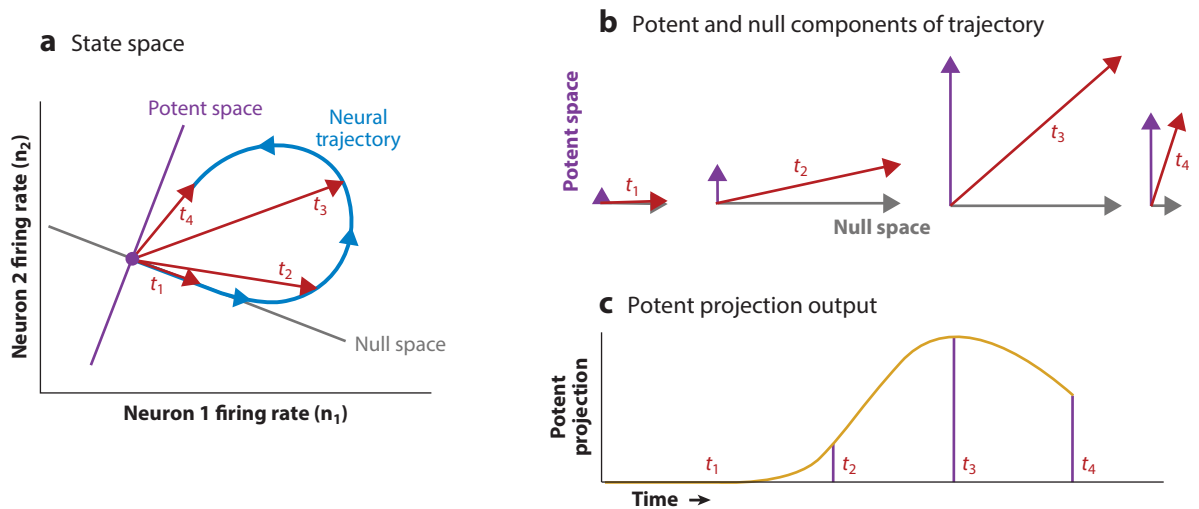 a State space
Potent space
Neural
trajectory
t4
t3
t2
t1
Null space
Neuron 2 firing rate (n2)
Neuron 1 firing rate (n1)
b Potent and null components of trajectory
Potent space
t1
t2
t3
t4
Null space
c Potent projection output
Potent
projection
t1
t2
t3
t4
Time →